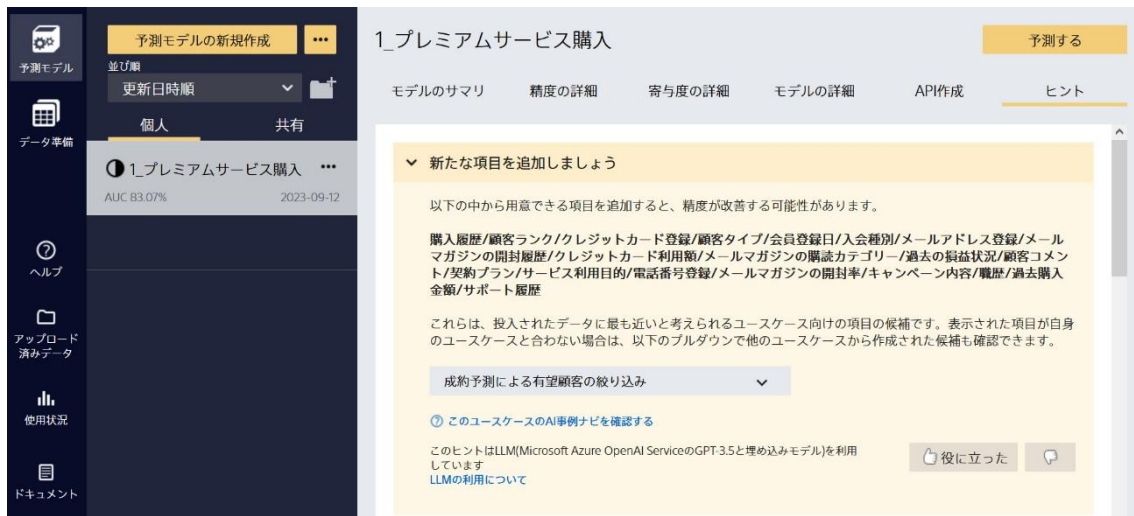 予測モデル
データ準備
ヘルプ
アップロード
済みデータ
使用状況
ドキュメント
予測モデルの新規作成
並び順
更新日時順
個人
共有
1_プレミアムサービス購入
AUC 83.07%
2023-09-12
1_プレミアムサービス購入
予測する
モデルのサマリ
精度の詳細
寄与度の詳細
モデルの詳細
API作成
ヒント
新たな項目を追加しましょう
以下の中から用意できる項目を追加すると、精度が改善する可能性があります。
購入履歴/顧客ランク/クレジットカード登録/顧客タイプ/会員登録日/入会種別/メールアドレス登録/メール
マガジンの開封履歴/クレジットカード利用額/メールマガジンの購読カテゴリー/過去の損益状況/顧客コメン
ト/契約プラン/サービス利用目的/電話番号登録/メールマガジンの開封率/キャンペーン内容/職歴/過去購入
金額/サポート履歴
これらは、投入されたデータに最も近いと考えられるユースケース向けの項目の候補です。表示された項目が自身
のユースケースと合わない場合は、以下のプルダウンで他のユースケースから作成された候補も確認できます。
成約予測による有望顧客の絞り込み
このユースケースのAI事例ナビを確認する
このヒントはLLM(Microsoft Azure OpenAI ServiceのGPT-3.5と埋め込みモデル)を利用
しています
LLMの利用について
役に立った